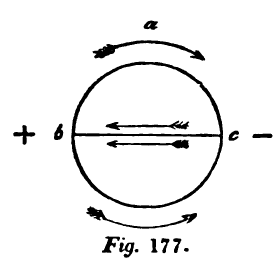 a
+ b c −
Fig. 177.